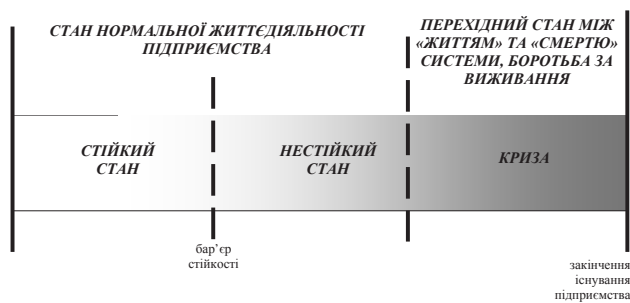 СТАН НОРМАЛЬНОЇ ЖИТТЄДІЯЛЬНОСТІ
ПІДПРИЄМСТВА
ПЕРЕХІДНИЙ СТАН МІЖ
«ЖИТТЯМ» ТА «СМЕРТЮ»
СИСТЕМИ, БОРОТЬБА ЗА
ВИЖИВАННЯ
СТІЙКИЙ
СТАН
НЕСТІЙКИЙ
СТАН
КРИЗА
бар’єр
стійкості
закінчення
існування
підприємства